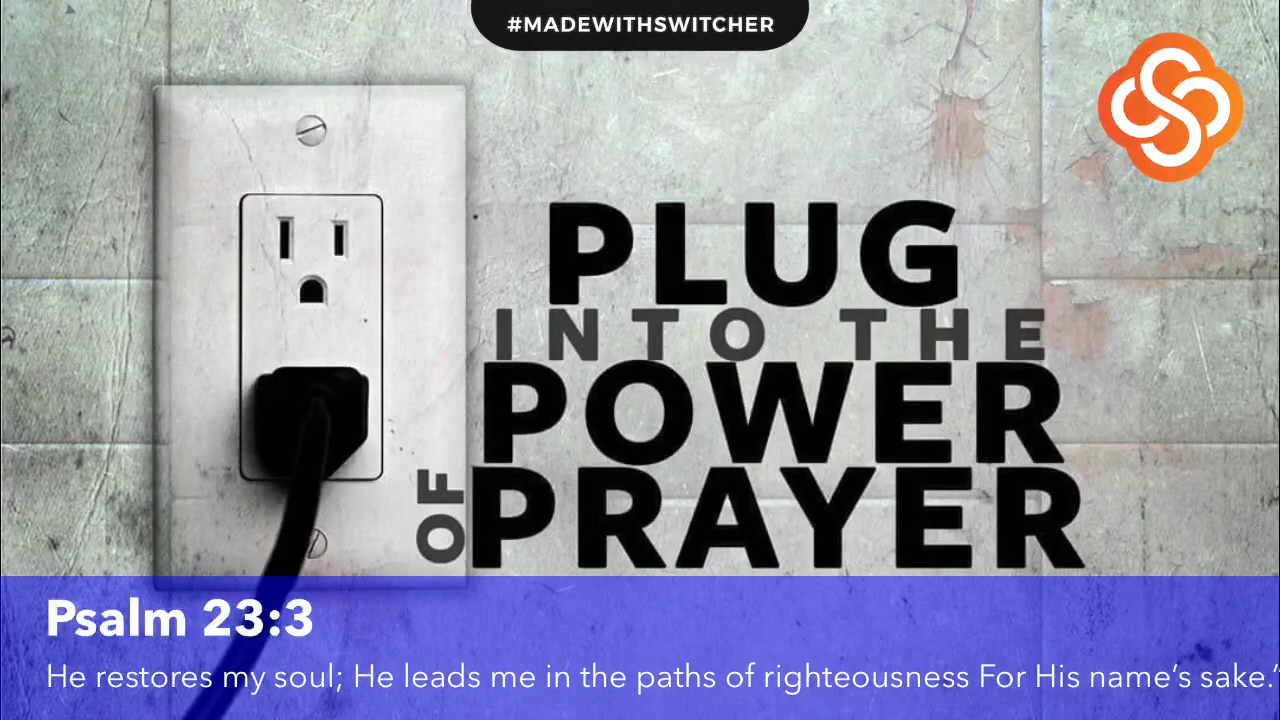 #MADEWITHSWITCHER
PLUG
INTO THE
POWER
OF PRAYER
Psalm 23:3
He restores my soul; He leads me in the paths of righteousness For His name’s sake.’